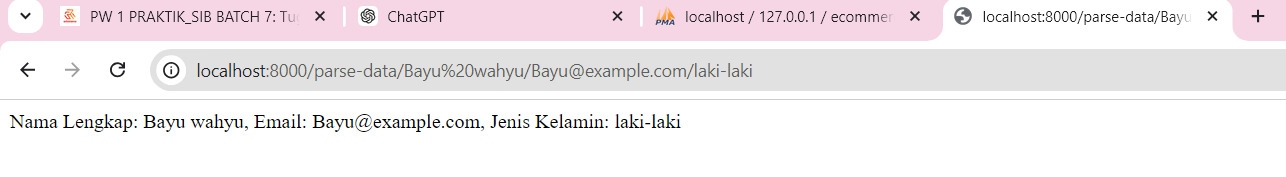 PW 1 PRAKTIK_SIB BATCH 7: Tu
ChatGPT
PMA
localhost / 127.0.0.1 / ecommer
localhost:8000/parse-data/Bayu
localhost:8000/parse-data/Bayu%20wahyu/Bayu@example.com/laki-laki
Nama Lengkap: Bayu wahyu, Email: Bayu@example.com, Jenis Kelamin: laki-laki